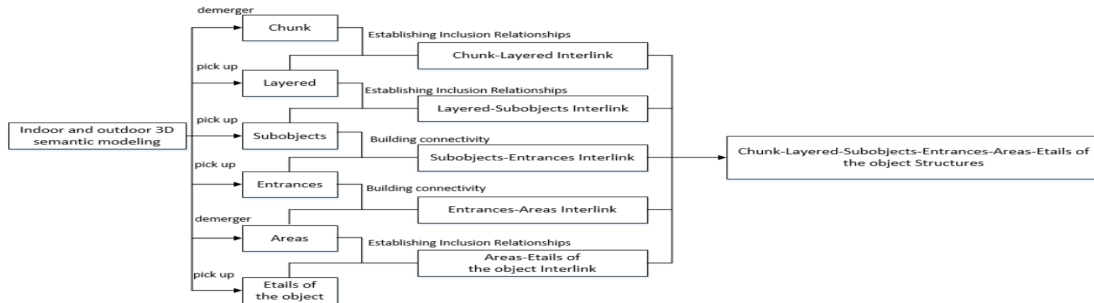 demerger
Chunk
Establishing Inclusion Relationships
Chunk-Layered Interlink
pick up
Layered
Establishing Inclusion Relationships
Layered-Subobjects Interlink
pick up
Indoor and outdoor 3D
semantic modeling
Subobjects
Building connectivity
Subobjects-Entrances Interlink
Chunk-Layered-Subobjects-Entrances-Areas-Etails of
the object Structures
pick up
Entrances
Building connectivity
Entrances-Areas Interlink
demerger
Areas
Establishing Inclusion Relationships
Areas-Etails of
the object Interlink
pick up
Etails of
the object